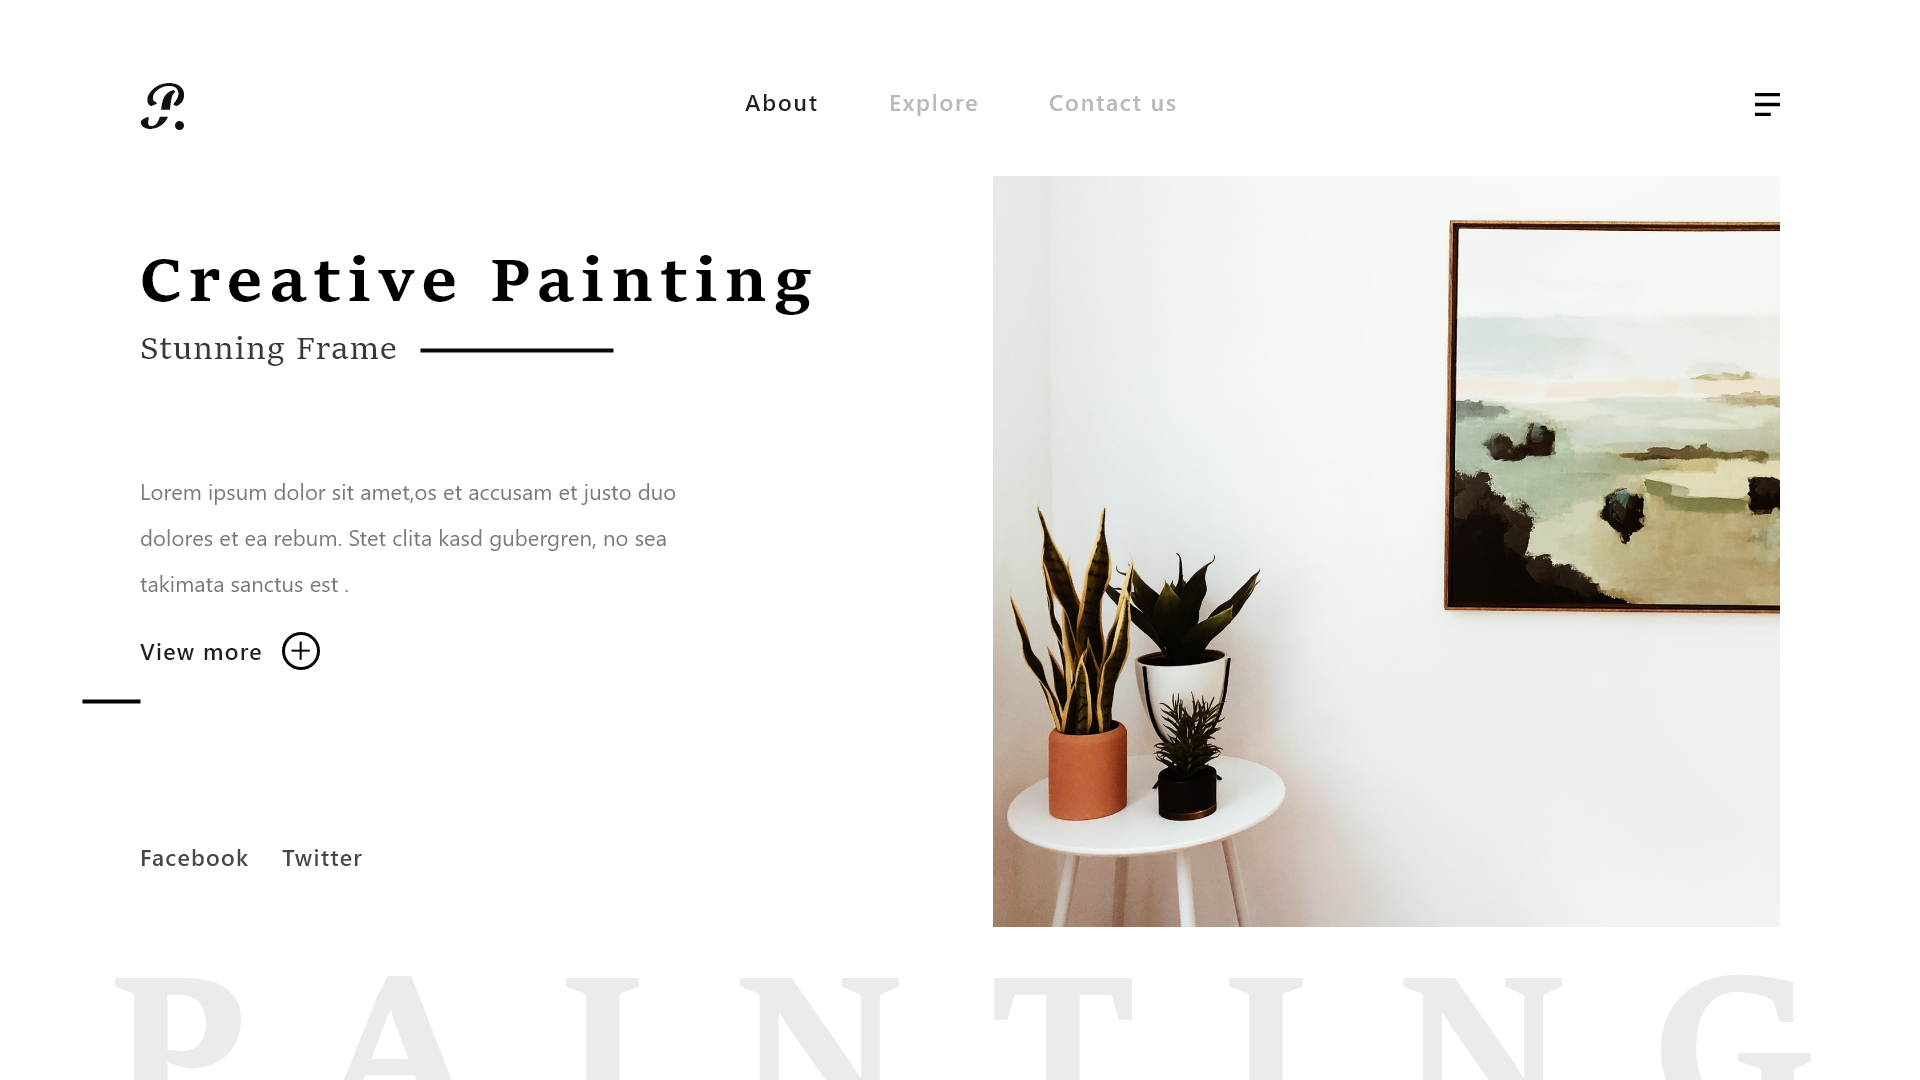 P.
About Explore Contact us
Creative Painting
Stunning Frame
Lorem ipsum dolor sit amet,os et accusam et justo duo
dolores et ea rebum. Stet clita kasd gubergren, no sea
takimata sanctus est .
View more
Facebook Twitter
PAINTING